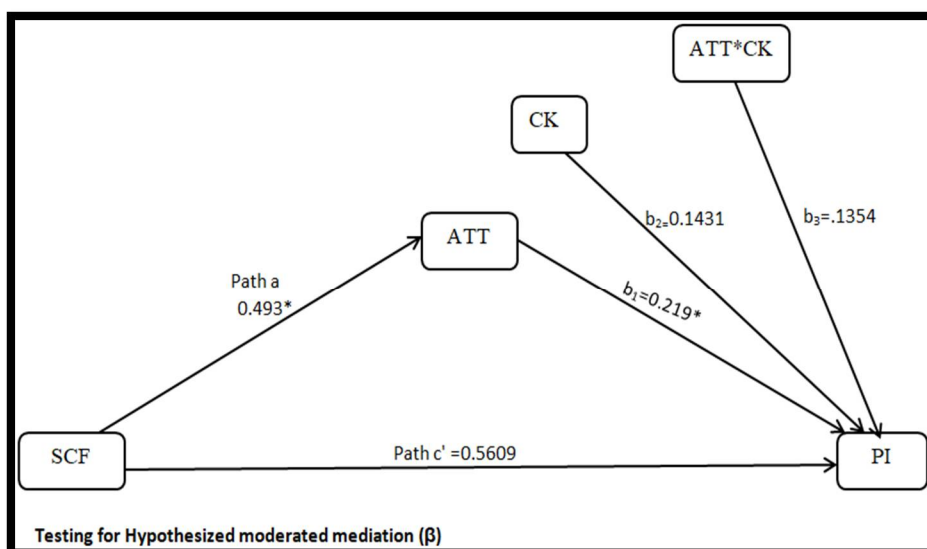 ATT*CK
CK
b2=0.1431
b3=.1354
ATT
Path a
0.493*
b1=0.219*
SCF
Path c' =0.5609
PI
Testing for Hypothesized moderated mediation (β)